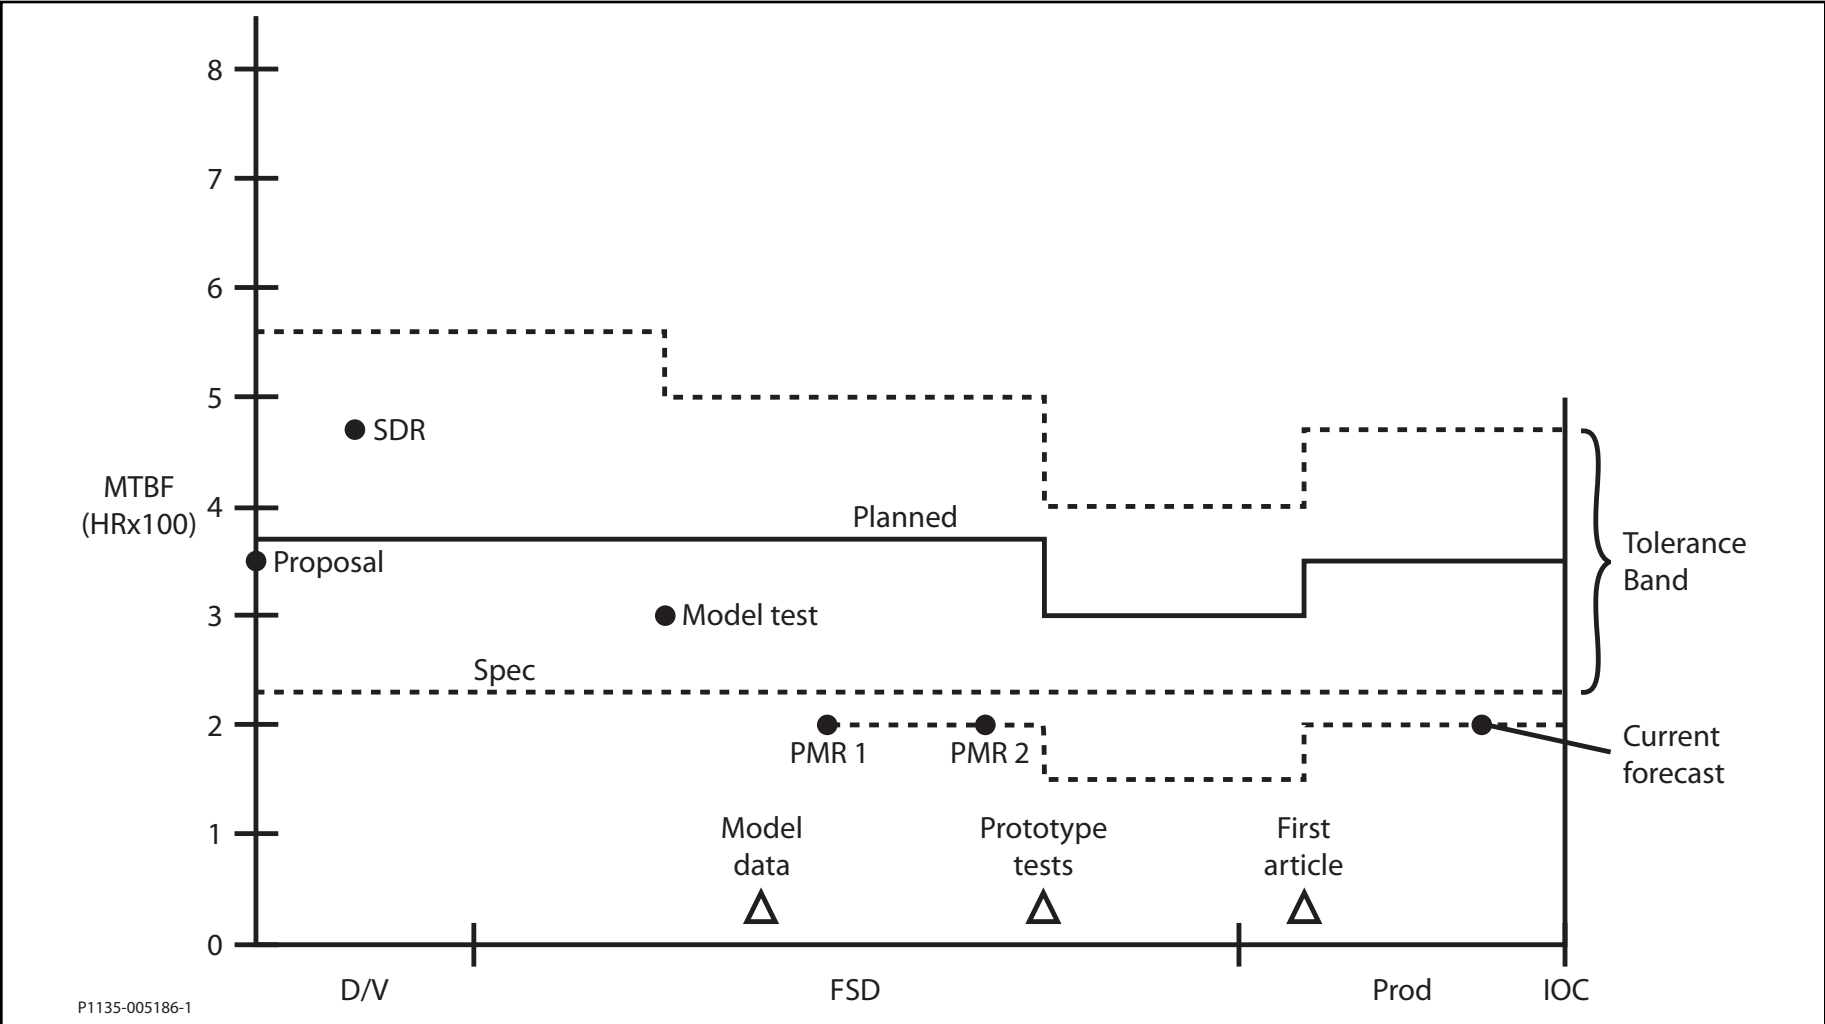 8
7
6
5
SDR
MTBF
(HRx100)
4
Planned
Proposal
Tolerance
Band
3
Model test
Spec
2
PMR 1
PMR 2
Current
forecast
1
Model
data
Prototype
tests
First
article
0
D/V
FSD
Prod
IOC
P1135-005186-1